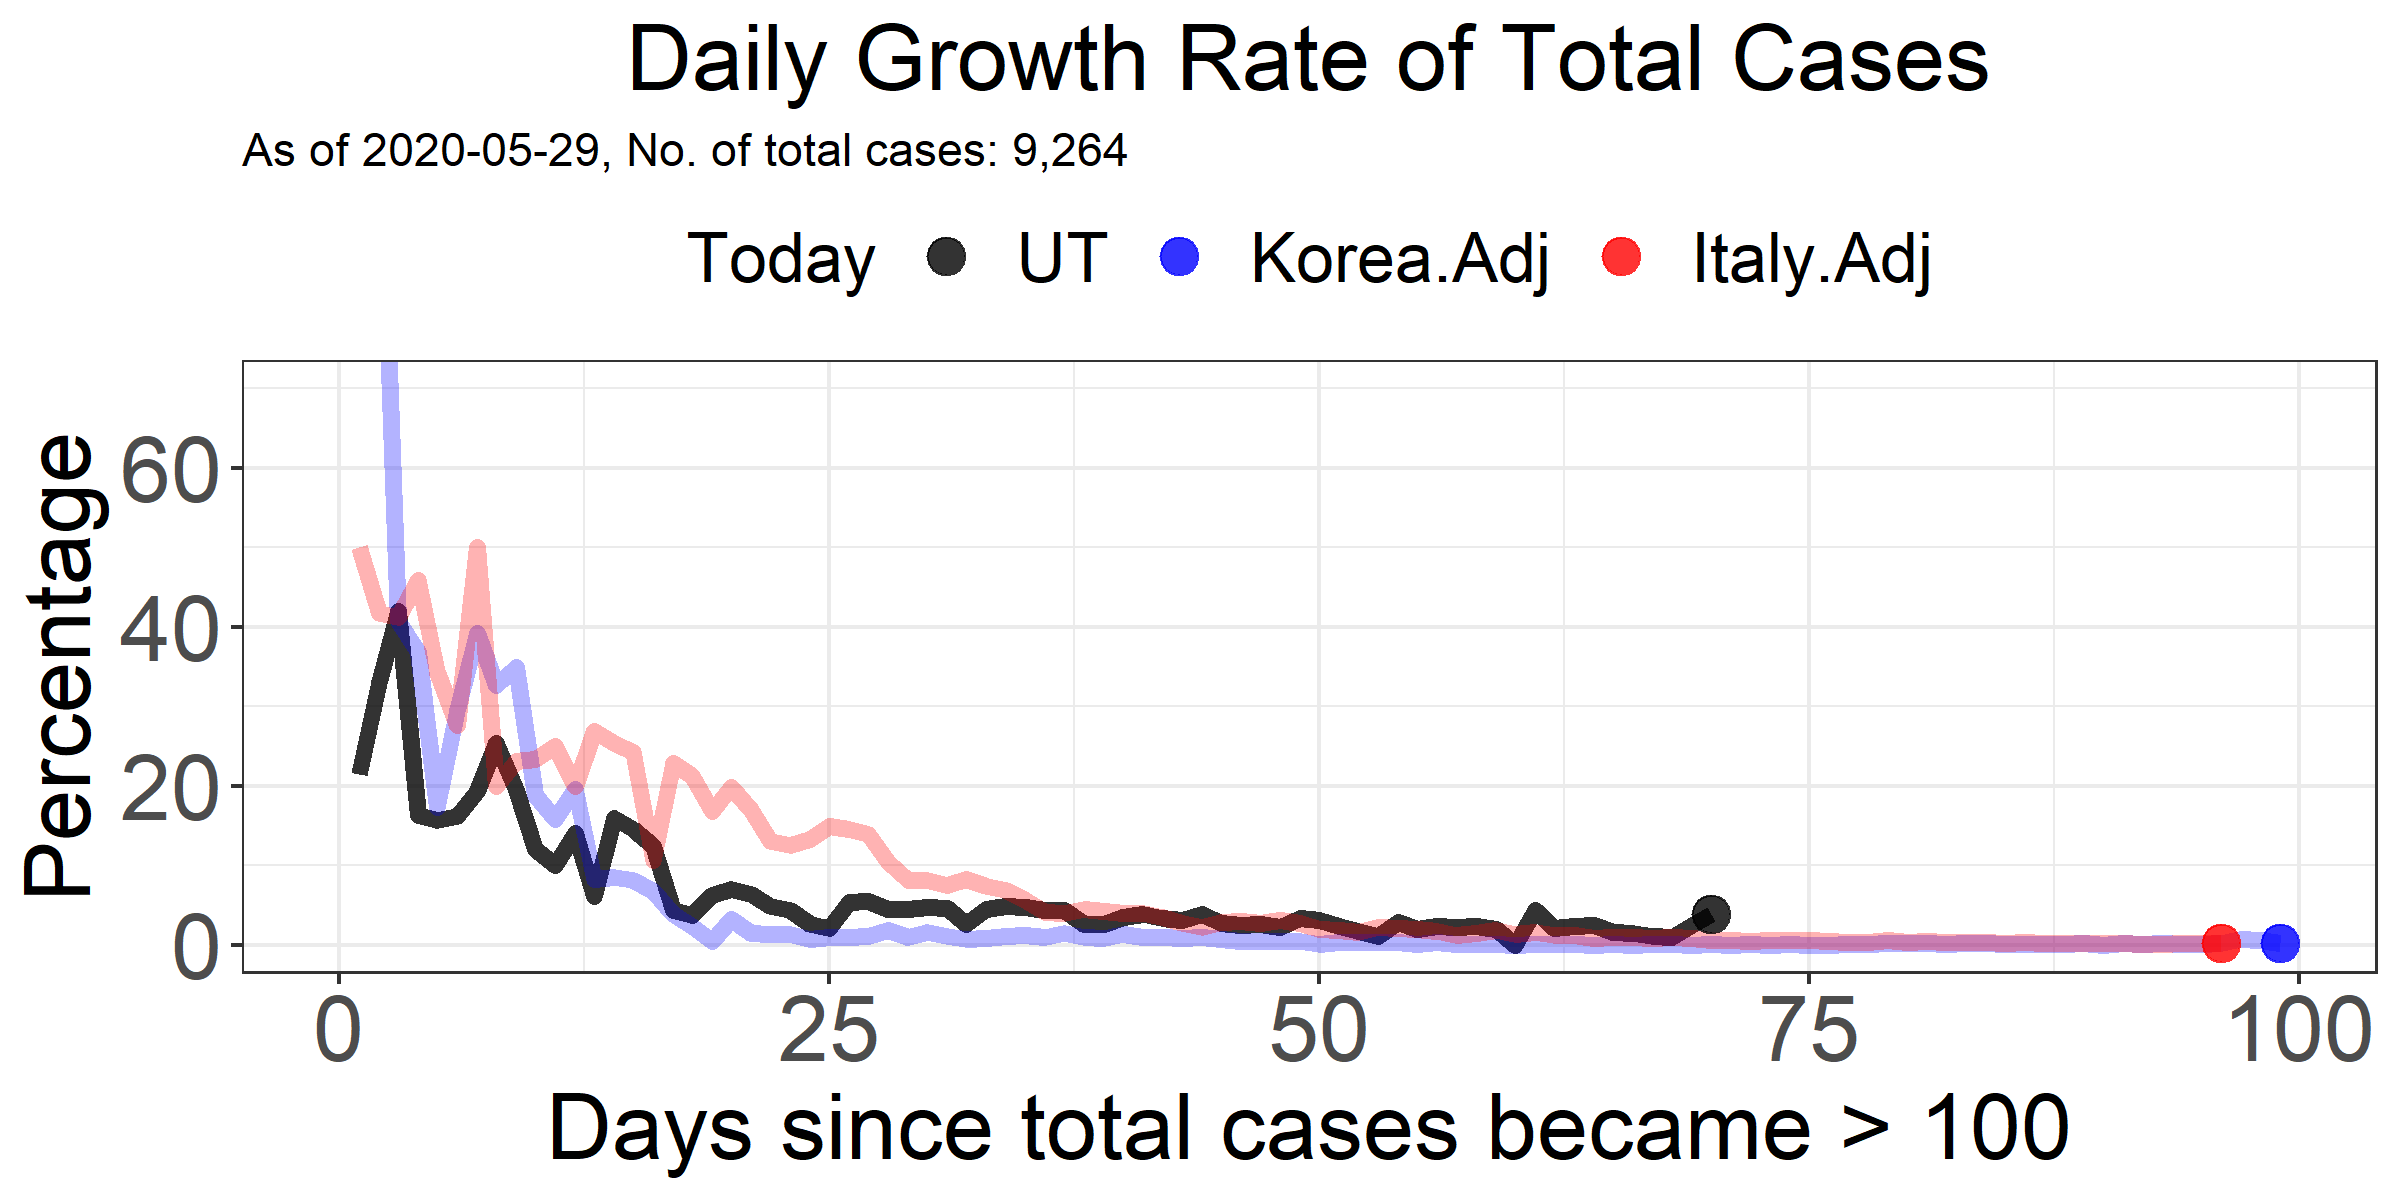 Daily Growth Rate of Total Cases
As of 2020-05-29, No. of total cases: 9,264
Today UT Korea.Adj Italy.Adj
Percentage
60
40
20
0
0 25 50 75 100
Days since total cases became > 100